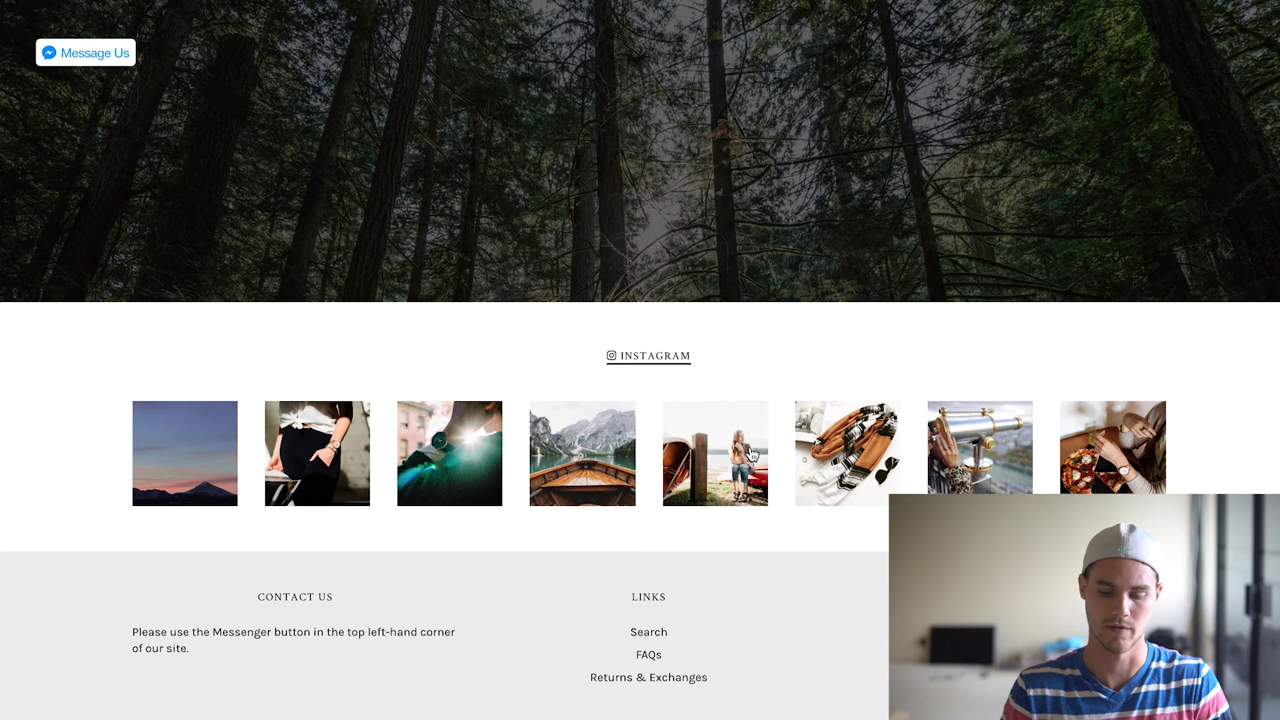 Message Us
INSTAGRAM
CONTACT US
Please use the Messenger button in the top left-hand corner
of our site.
LINKS
Search
FAQs
Returns & Exchanges